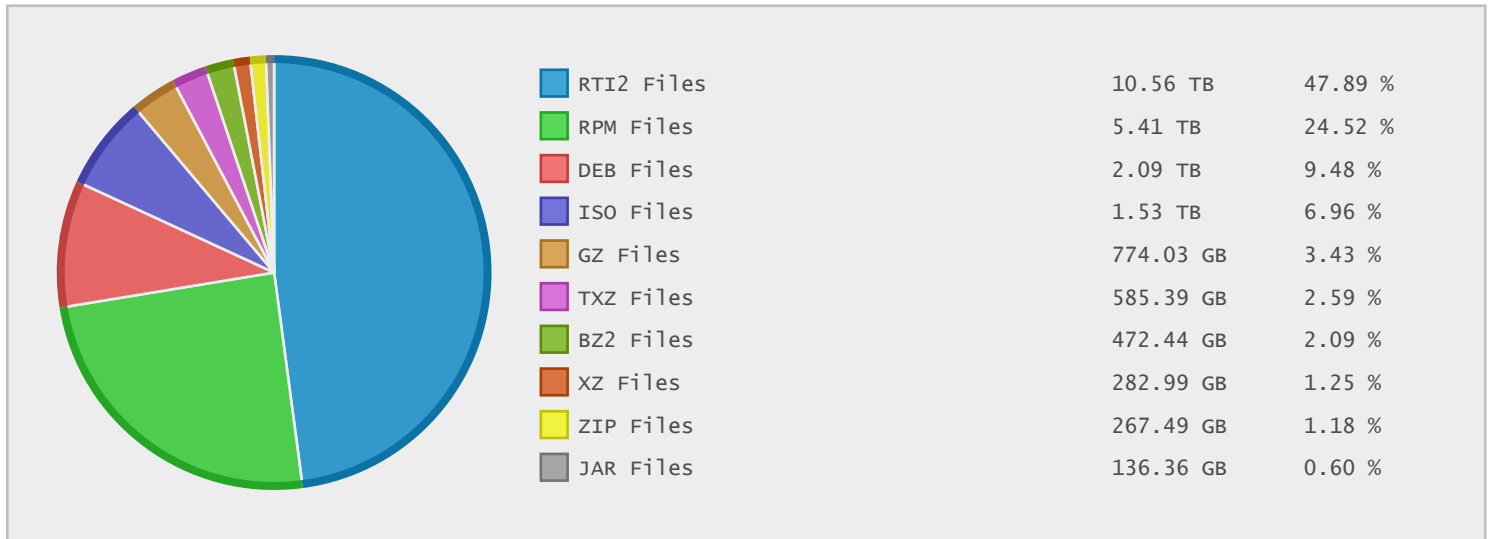 RTI2 Files 10.56 TB 47.89 %
RPM Files 5.41 TB 24.52 %
DEB Files 2.09 TB 9.48 %
ISO Files 1.53 TB 6.96 %
GZ Files 774.03 GB 3.43 %
TXZ Files 585.39 GB 2.59 %
BZ2 Files 472.44 GB 2.09 %
XZ Files 282.99 GB 1.25 %
ZIP Files 267.49 GB 1.18 %
JAR Files 136.36 GB 0.60 %